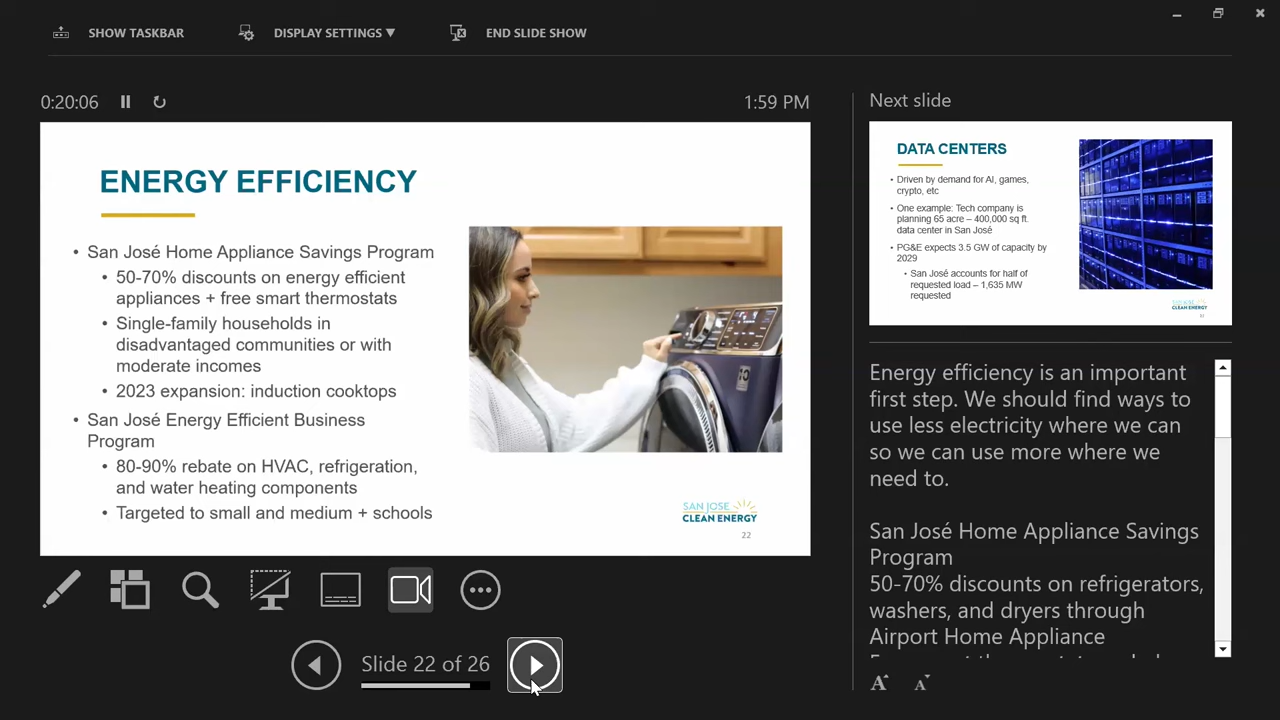 SHOW TASKBAR
DISPLAY SETTINGS ▼
END SLIDE SHOW
0:20:06
1:59 PM
ENERGY EFFICIENCY
• San José Home Appliance Savings Program
• 50-70% discounts on energy efficient
appliances + free smart thermostats
• Single-family households in
disadvantaged communities or with
moderate incomes
• 2023 expansion: induction cooktops
• San José Energy Efficient Business
Program
• 80-90% rebate on HVAC, refrigeration,
and water heating components
• Targeted to small and medium + schools
SAN JOSE
CLEAN ENERGY
22
Slide 22 of 26
Next slide
DATA CENTERS
• Driven by demand for AI, games,
crypto, etc
• One example: Tech company is
planning 65 acre – 400,000 sq ft.
data center in San José
• PG&E expects 3.5 GW of capacity by
2029
• San José accounts for half of
requested load – 1,635 MW
requested
SAN JOSE
CLEAN ENERGY
Energy efficiency is an important
first step. We should find ways to
use less electricity where we can
so we can use more where we
need to.
San José Home Appliance Savings
Program
50-70% discounts on refrigerators,
washers, and dryers through
Airport Home Appliance
A
A